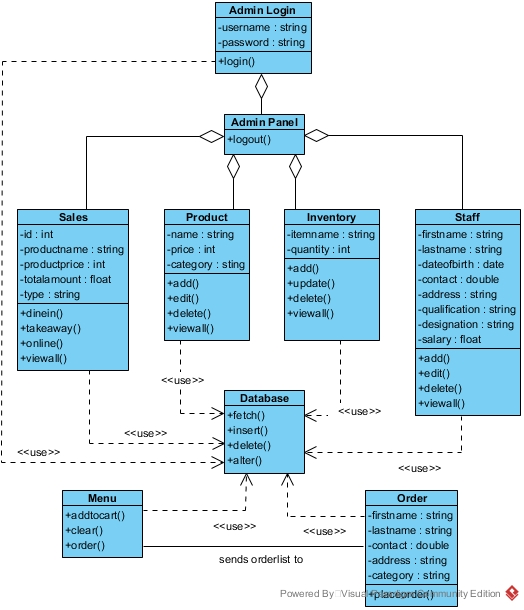 Admin Login
-username : string
-password : string
+login()
Admin Panel
+logout()
Sales
-id : int
-productname : string
-productprice : int
-totalamount : float
-type : string
+dinein()
+takeaway()
+online()
+viewall()
Product
-name : string
-price : int
-category : sting
+add()
+edit()
+delete()
+viewall()
Inventory
-itemname : string
-quantity : int
+add()
+update()
+delete()
+viewall()
Staff
-firstname : string
-lastname : string
-dateofbirth : date
-contact : double
-address : string
-qualification : string
-designation : string
-salary : float
+add()
+edit()
+delete()
+viewall()
<<use>>
<<use>>
Database
+fetch()
+insert()
+delete()
+alter()
<<use>>
<<use>>
<<use>>
Menu
+addtocart()
+clear()
+order()
<<use>>
<<use>>
sends orderlist to
Order
-firstname : string
-lastname : string
-contact : double
-address : string
-category : string
+placeorder()
Powered By Visual Paradigm Community Edition